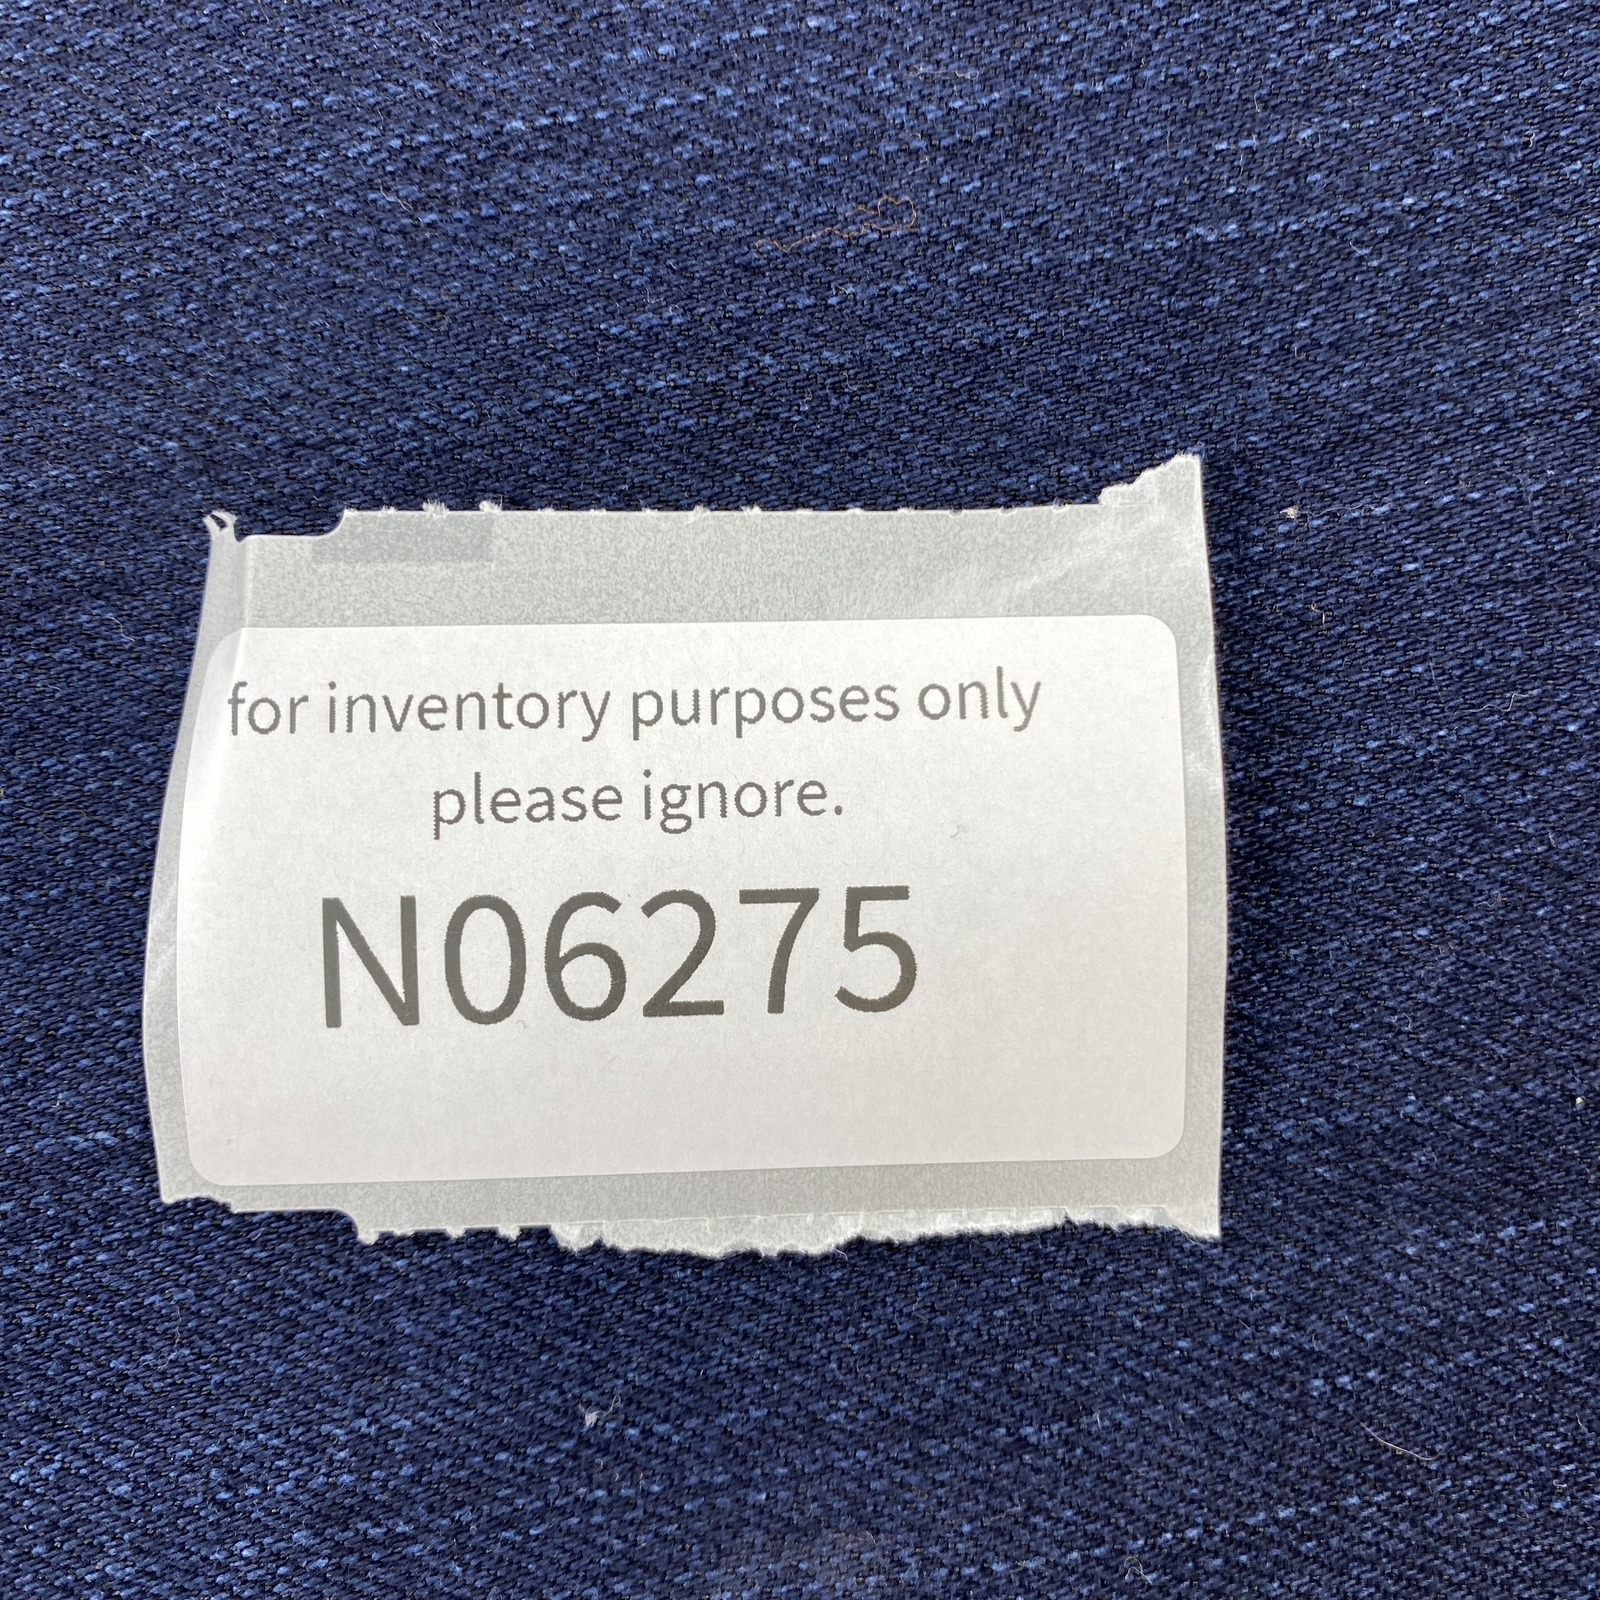 for inventory purposes only
please ignore.
N06275